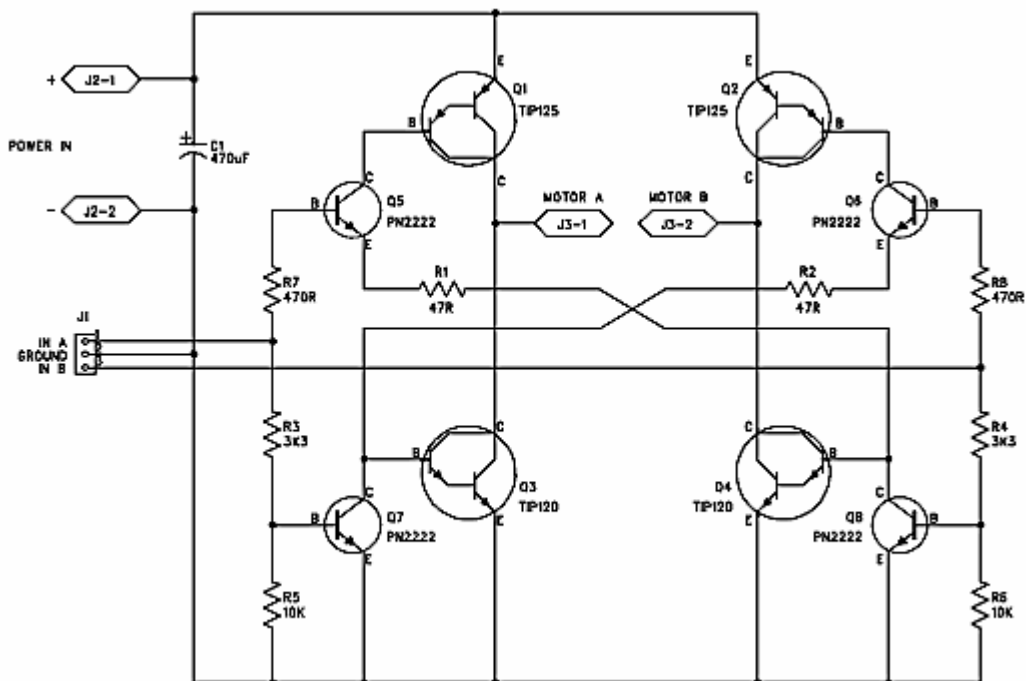 + J2-1
POWER IN
C1
470uF
- J2-2
E
Q1
TIP125
B
C
E
Q2
TIP125
B
C
C
Q5
PN2222
B
E
MOTOR A
J3-1
MOTOR B
J3-2
C
Q6
PN2222
B
E
R7
470R
R1
47R
R2
47R
R8
470R
J1
IN A
GROUND
IN B
R3
3K3
C
B
Q3
TIP120
E
C
B
Q4
TIP120
E
R4
3K3
C
B
Q7
PN2222
E
C
B
Q8
PN2222
E
R5
10K
R6
10K